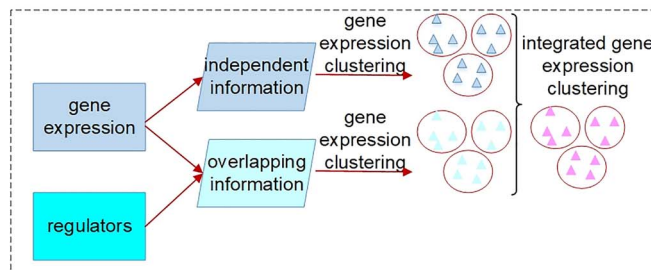 gene
expression
regulators
independent
information
overlapping
information
gene
expression
clustering
gene
expression
clustering
integrated gene
expression
clustering